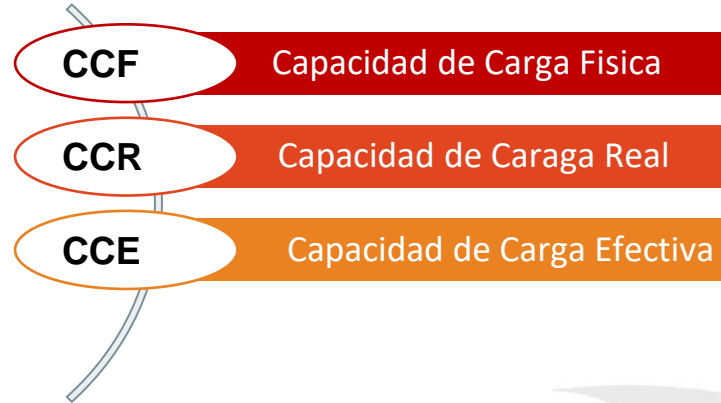 CCF Capacidad de Carga Fisica
CCR Capacidad de Caraga Real
CCE Capacidad de Carga Efectiva